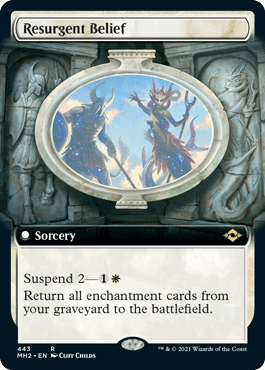 Resurgent Belief
Sorcery
Suspend 2—1
Return all enchantment cards from
your graveyard to the battlefield.
443 R
MH2 • EN Cliff Childs
™ & © 2021 Wizards of the Coast